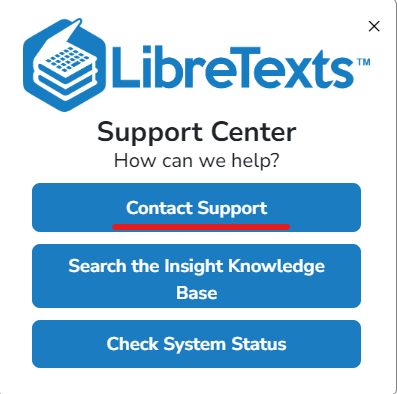 LibreTexts™
Support Center
How can we help?
Contact Support
Search the Insight Knowledge
Base
Check System Status